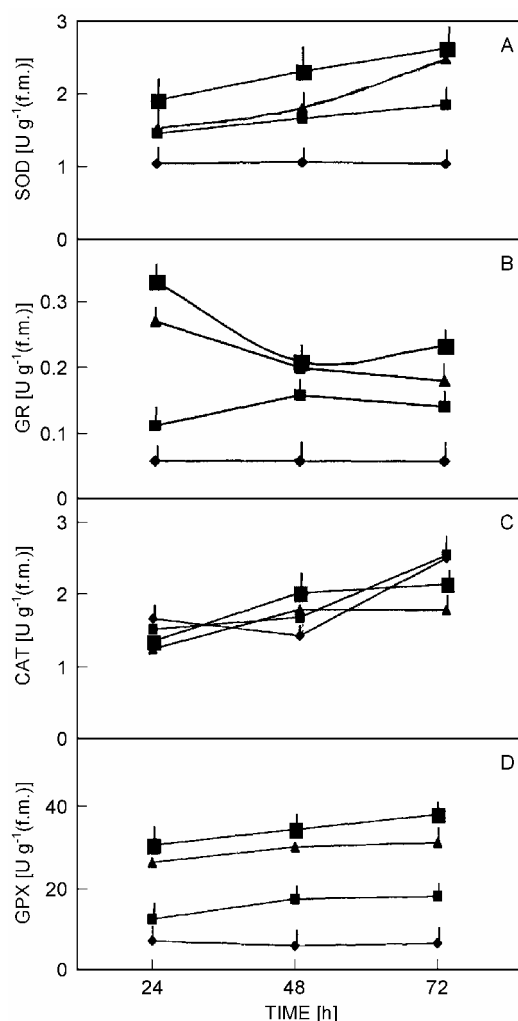 3
A
2
SOD [U g-1(f.m.)]
1
0
B
0.3
0.2
GR [U g-1(f.m.)]
0.1
0
C
3
2
CAT [U g-1(f.m.)]
1
0
D
40
GPX [U g-1(f.m.)]
20
0
24 48 72
TIME [h]